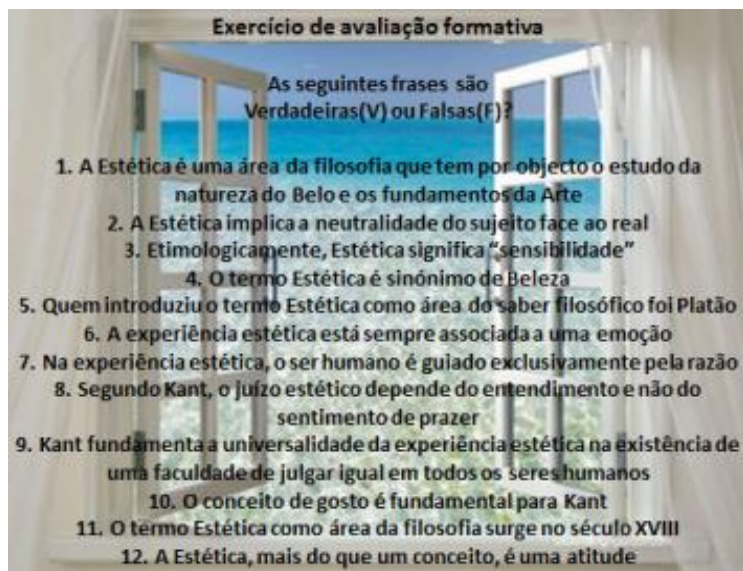 Exercício de avaliação formativa
As seguintes frases são
Verdadeiras(V) ou Falsas(F)?
1. A Estética é uma área da filosofia que tem por objecto o estudo da
natureza do Belo e os fundamentos da Arte
2. A Estética implica a neutralidade do sujeito face ao real
3. Etimologicamente, Estética significa “sensibilidade”
4. O termo Estética é sinónimo de Beleza
5. Quem introduziu o termo Estética como área do saber filosófico foi Platão
6. A experiência estética está sempre associada a uma emoção
7. Na experiência estética, o ser humano é guiado exclusivamente pela razão
8. Segundo Kant, o juízo estético depende do entendimento e não do
sentimento de prazer
9. Kant fundamenta a universalidade da experiência estética na existência de
uma faculdade de julgar igual em todos os seres humanos
10. O conceito de gosto é fundamental para Kant
11. O termo Estética como área da filosofia surge no século XVIII
12. A Estética, mais do que um conceito, é uma atitude